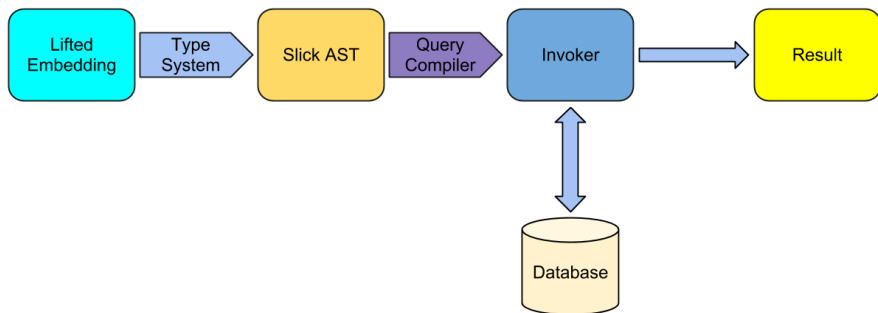 Lifted
Embedding
Type
System
Slick AST
Query
Compiler
Invoker
Result
Database